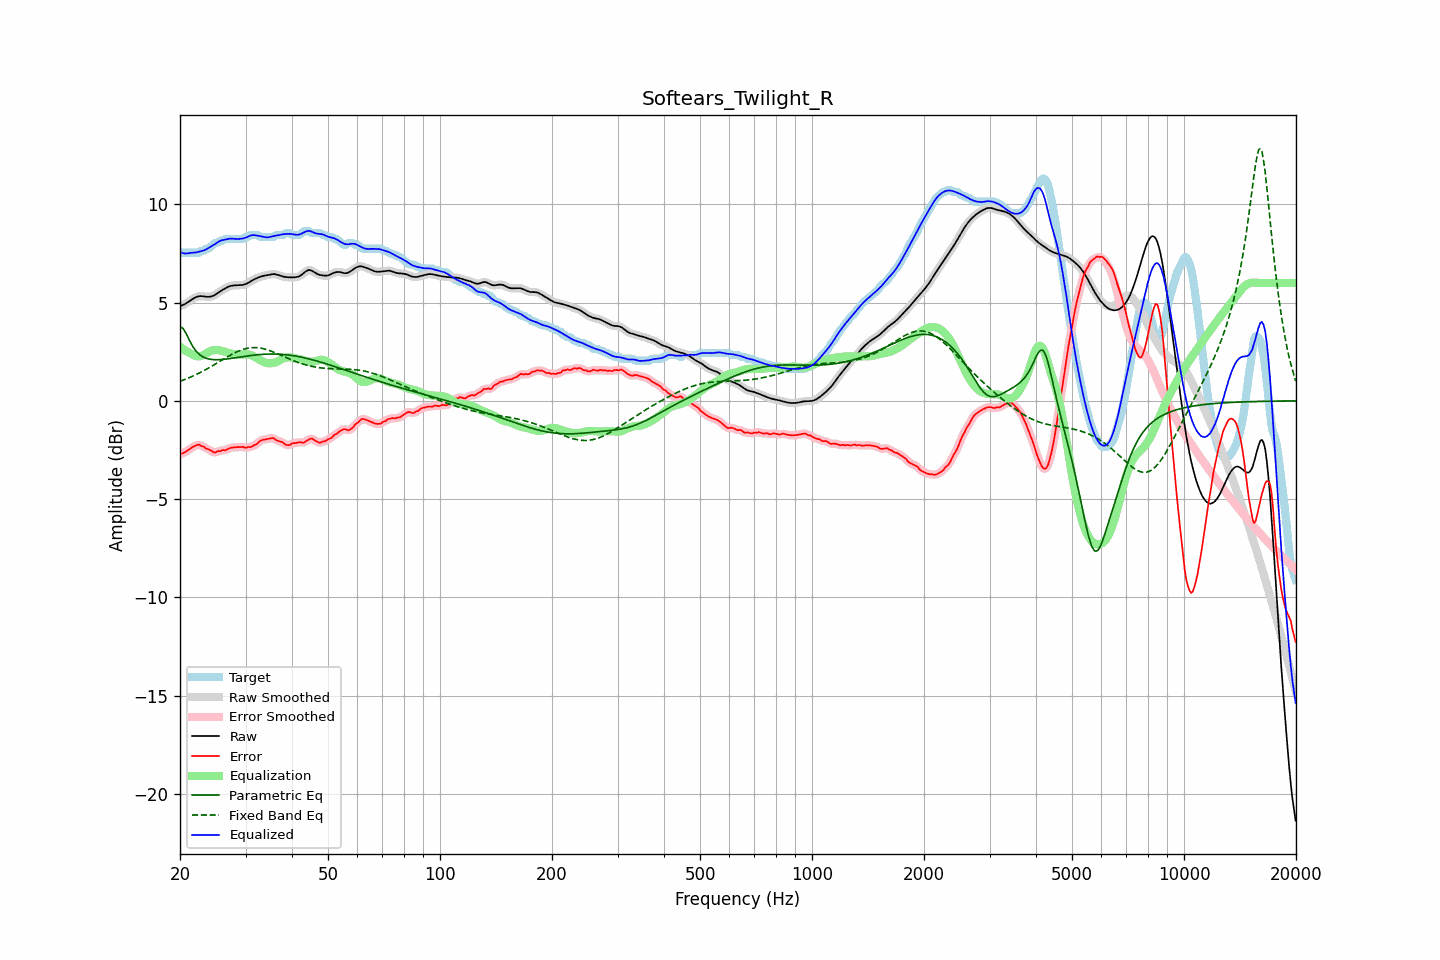 Softears_Twilight_R
Amplitude (dBr)
10
5
0
−5
−10
−15
−20
Target
Raw Smoothed
Error Smoothed
Raw
Error
Equalization
Parametric Eq
Fixed Band Eq
Equalized
20 50 100 200 500 1000 2000 5000 10000 20000
Frequency (Hz)